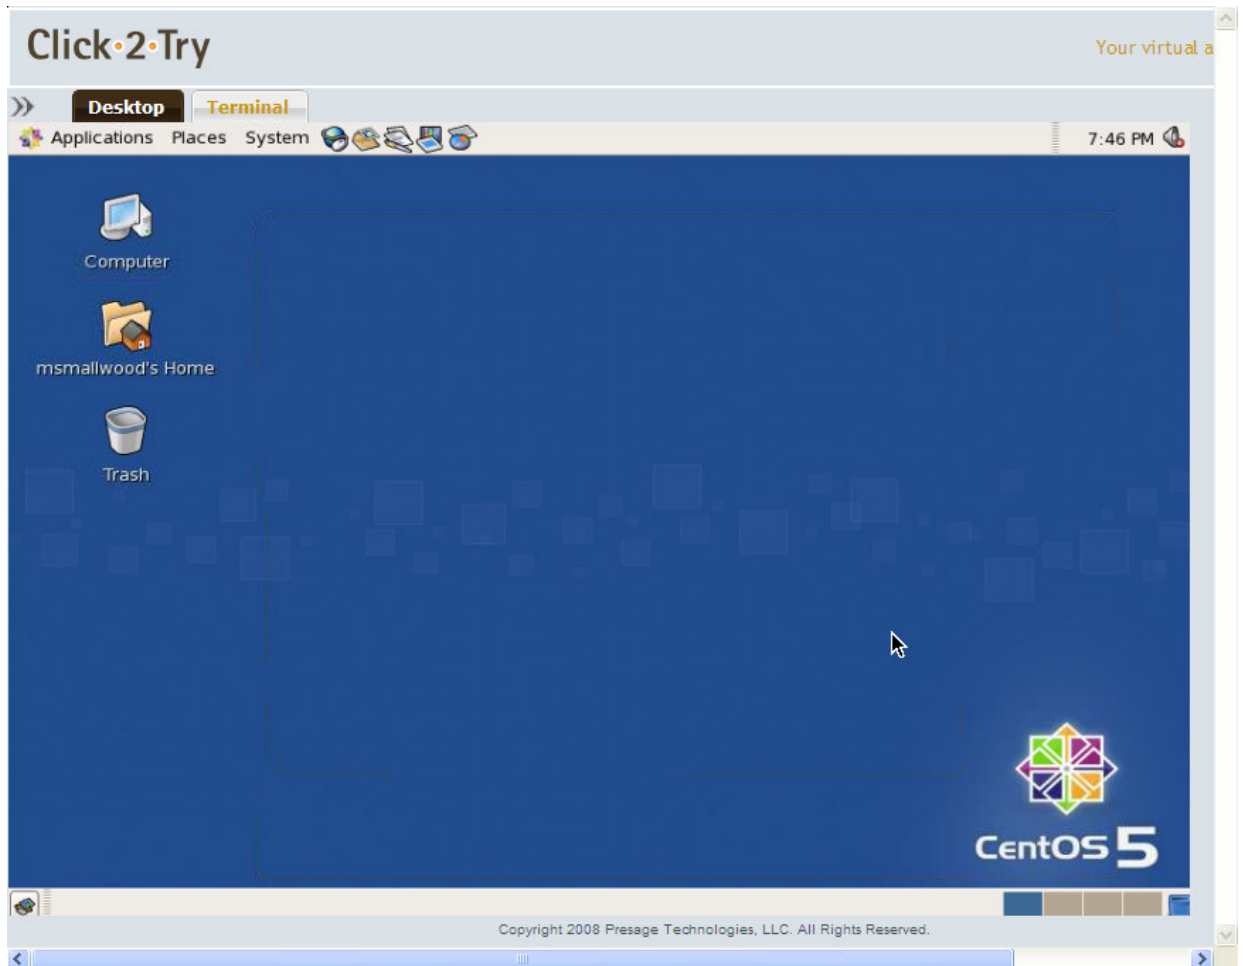 Click•2•Try
Your virtual a
Desktop Terminal
Applications Places System 7:46 PM
Computer
msmallwood's Home
Trash
CentOS 5
Copyright 2008 Presage Technologies, LLC. All Rights Reserved.